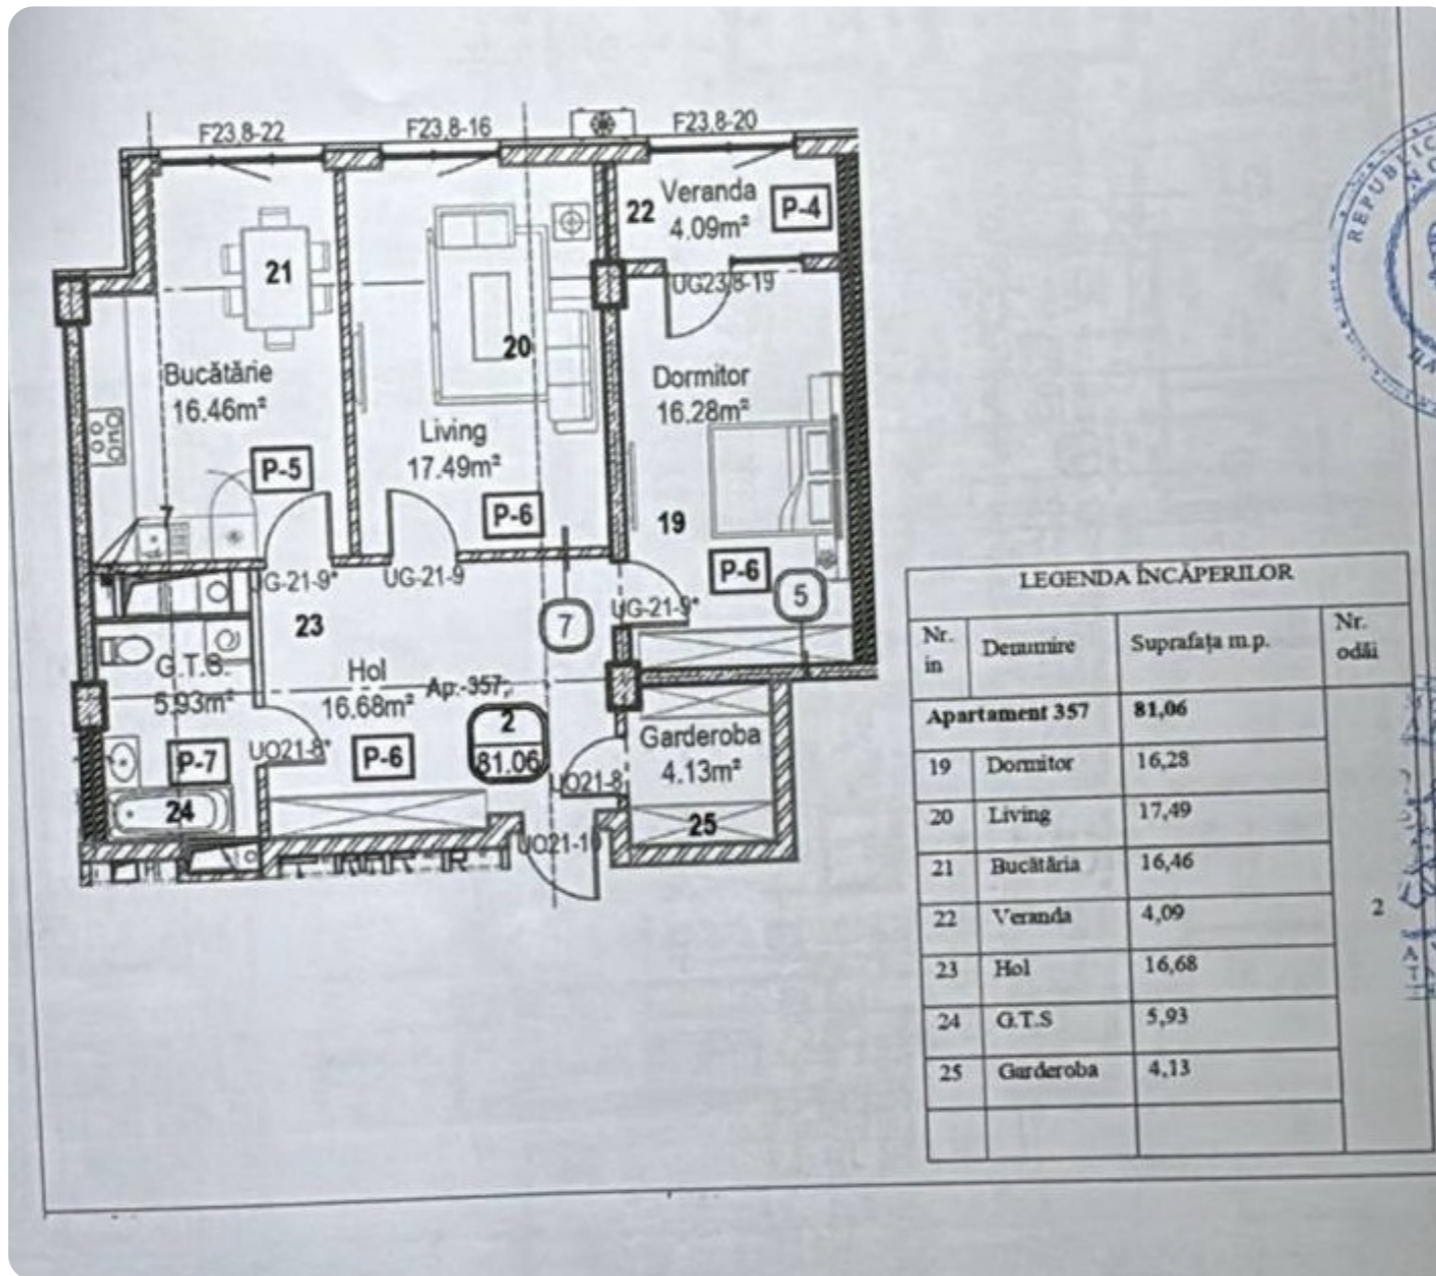 F23,8-22
F23,8-16
F23,8-20
Veranda
22
4.09m²
P-4
UG23,8-19
21
Bucătărie
16.46m²
P-5
20
Living
17.49m²
P-6
Dormitor
16.28m²
19
P-6
5
UG-21-9*
UG-21-9
UG-21-9*
23
7
Hol
16.68m²
Ap.-357,
2
81.06
P-6
G.T.S.
5.93m²
UO21-8*
P-7
24
Garderoba
4.13m²
UO21-8
25
UO21-10
REPUBLIC
LEGENDA ÎNCĂPERILOR
Nr. în
Denumire
Suprafața m.p.
Nr. odăi
Apartament 357 81,06
19 Dormitor 16,28
20 Living 17,49
21 Bucătăria 16,46
22 Veranda 4,09
23 Hol 16,68
24 G.T.S 5,93
25 Garderoba 4,13
2